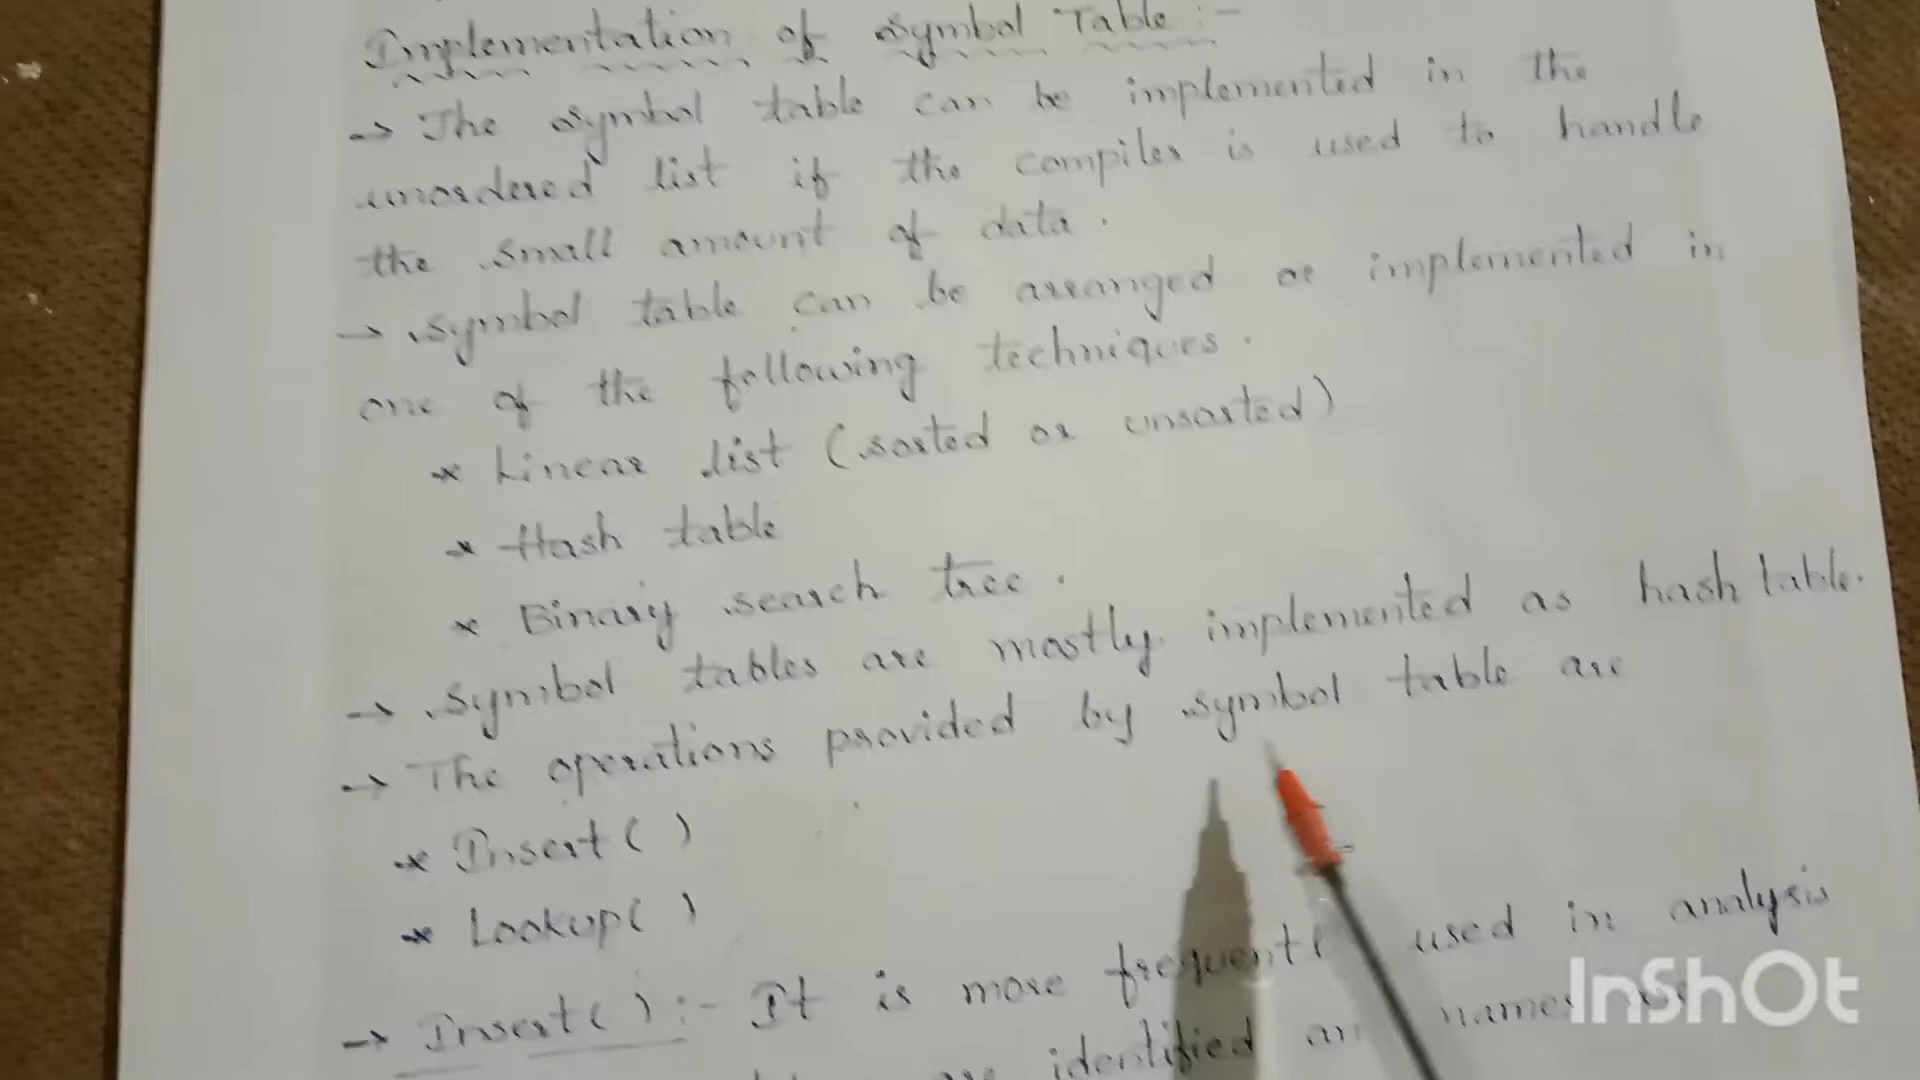 Implementation of Symbol Table :-
→ The symbol table can be implemented in the
unordered list if the compiler is used to handle
the small amount of data.
→ Symbol table can be arranged or implemented in
one of the following techniques.
* Linear list (sorted or unsorted)
* Hash table
* Binary search tree.
→ Symbol tables are mostly implemented as hash table.
→ The operations provided by symbol table are
* Insert( )
* Lookup( )
→ Insert( ) :- It is more used in analysis
identified names
InShOt